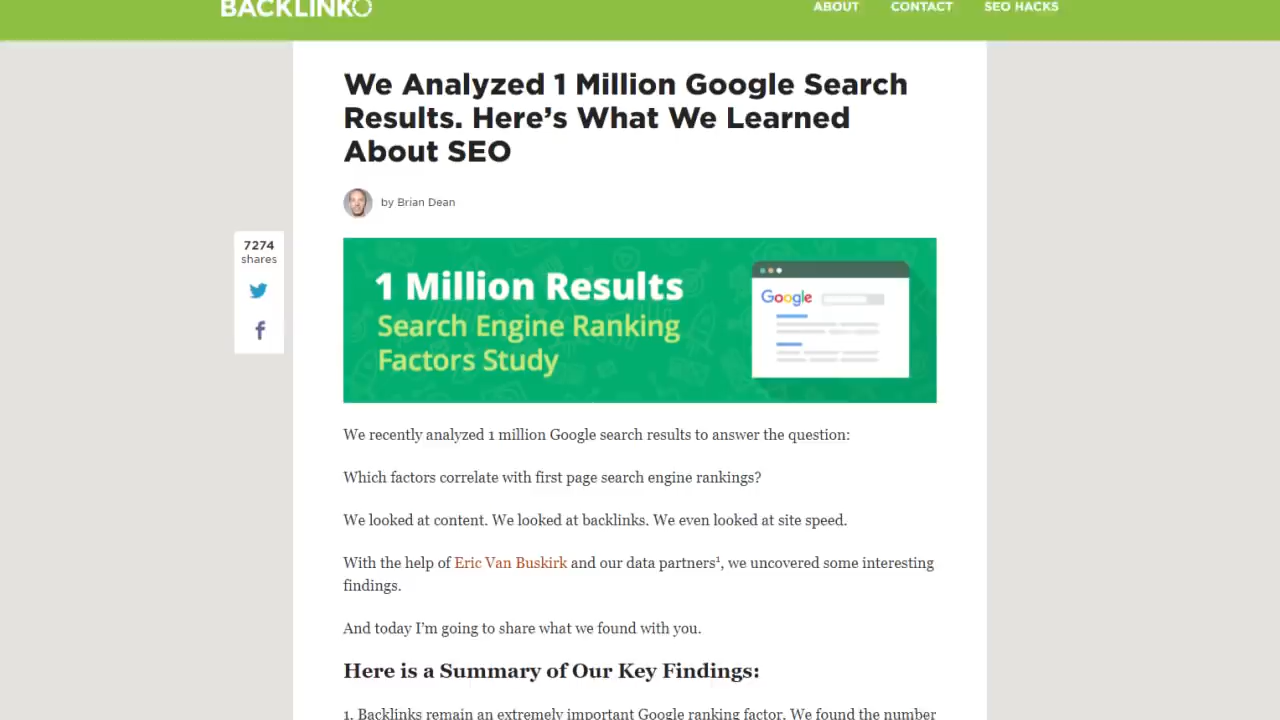 BACKLINKO
ABOUT
CONTACT
SEO HACKS
We Analyzed 1 Million Google Search
Results. Here’s What We Learned
About SEO
by Brian Dean
7274
shares
1 Million Results
Search Engine Ranking
Factors Study
Google
We recently analyzed 1 million Google search results to answer the question:
Which factors correlate with first page search engine rankings?
We looked at content. We looked at backlinks. We even looked at site speed.
With the help of Eric Van Buskirk and our data partners¹, we uncovered some interesting
findings.
And today I’m going to share what we found with you.
Here is a Summary of Our Key Findings:
1. Backlinks remain an extremely important Google ranking factor. We found the number